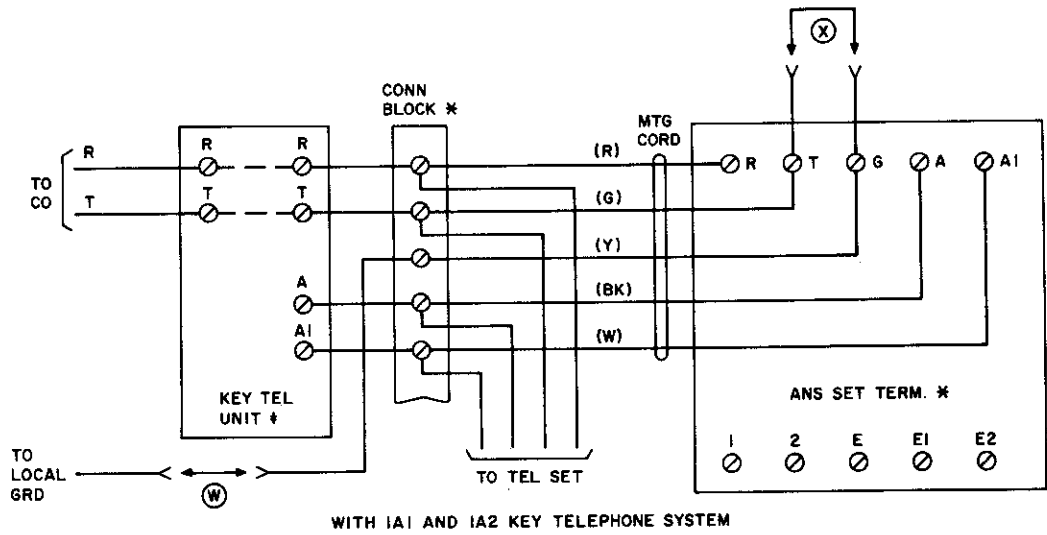 X
CONN
BLOCK *
MTG
CORD
R
R
R
(R)
R
T
G
A
A1
TO
CO
T
T
T
(G)
(Y)
A
(BK)
A1
(W)
KEY TEL
UNIT ‡
ANS SET TERM. *
1
2
E
E1
E2
TO
LOCAL
GRD
W
TO TEL SET
WITH 1A1 AND 1A2 KEY TELEPHONE SYSTEM